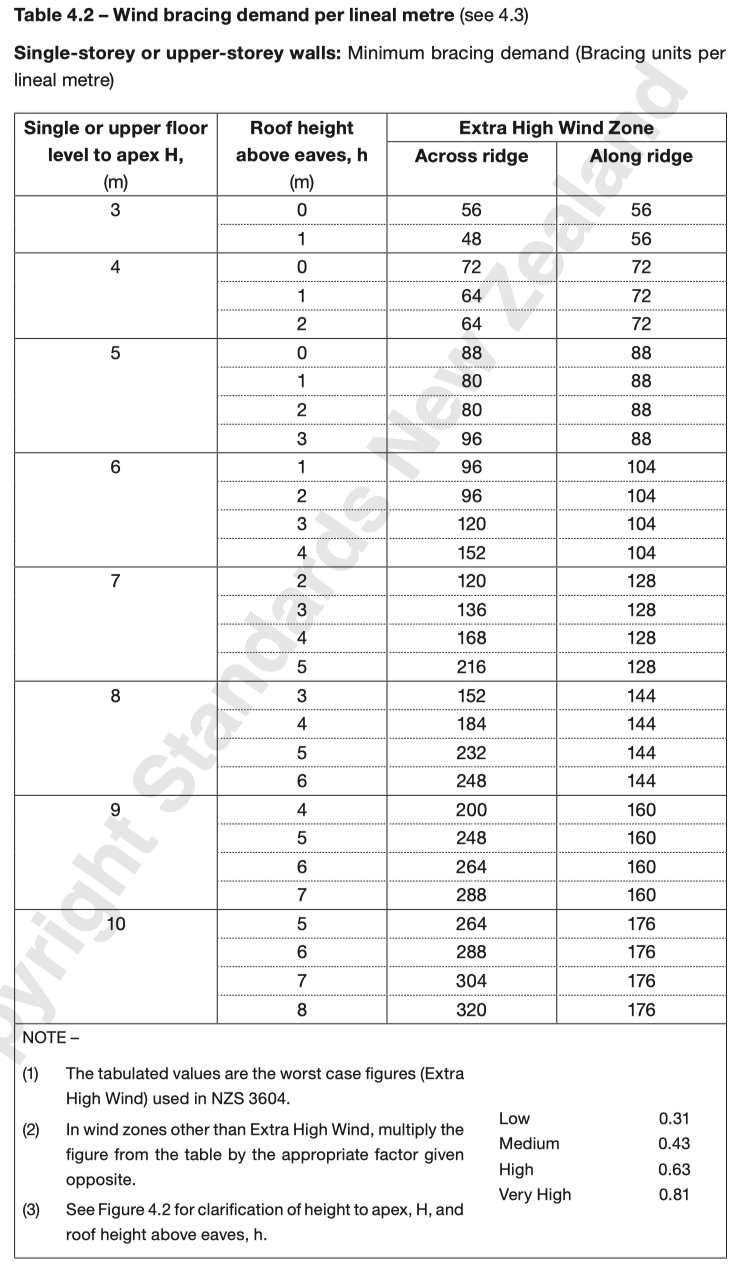 Table 4.2 – Wind bracing demand per lineal metre (see 4.3)
Single-storey or upper-storey walls: Minimum bracing demand (Bracing units per
lineal metre)
Single or upper floor level to apex H, (m) Roof height above eaves, h (m) Extra High Wind Zone
Across ridge Along ridge
3 0 56 56
1 48 56
4 0 72 72
1 64 72
2 64 72
5 0 88 88
1 80 88
2 80 88
3 96 88
6 1 96 104
2 96 104
3 120 104
4 152 104
7 2 120 128
3 136 128
4 168 128
5 216 128
8 3 152 144
4 184 144
5 232 144
6 248 144
9 4 200 160
5 248 160
6 264 160
7 288 160
10 5 264 176
6 288 176
7 304 176
8 320 176
NOTE –
(1) The tabulated values are the worst case figures (Extra
High Wind) used in NZS 3604.
(2) In wind zones other than Extra High Wind, multiply the
figure from the table by the appropriate factor given
opposite.
(3) See Figure 4.2 for clarification of height to apex, H, and
roof height above eaves, h.
Low 0.31
Medium 0.43
High 0.63
Very High 0.81
pyright Standards New Zealand